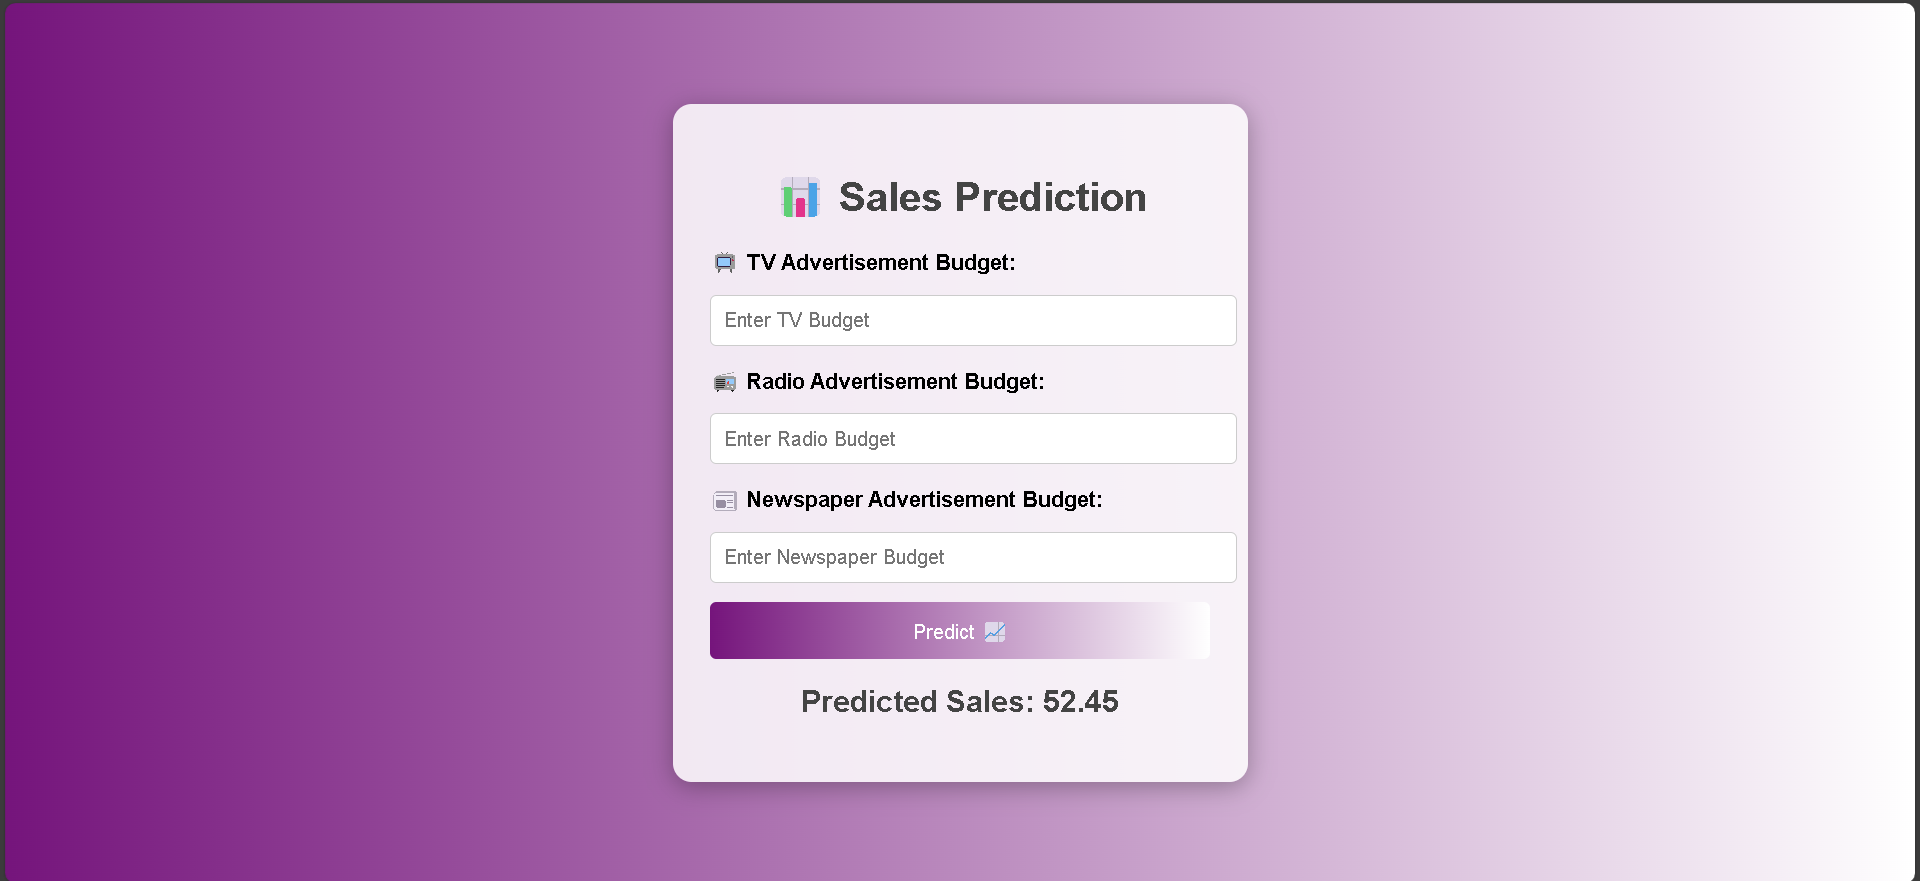 Sales Prediction
TV Advertisement Budget:
Enter TV Budget
Radio Advertisement Budget:
Enter Radio Budget
Newspaper Advertisement Budget:
Enter Newspaper Budget
Predict
Predicted Sales: 52.45